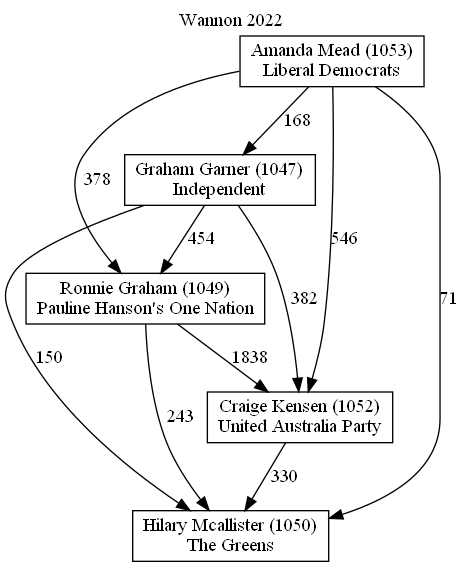 Wannon 2022
Amanda Mead (1053)
Liberal Democrats
168
Graham Garner (1047)
Independent
378
454
546
382
71
Ronnie Graham (1049)
Pauline Hanson's One Nation
150
1838
243
Craige Kensen (1052)
United Australia Party
330
Hilary Mcallister (1050)
The Greens